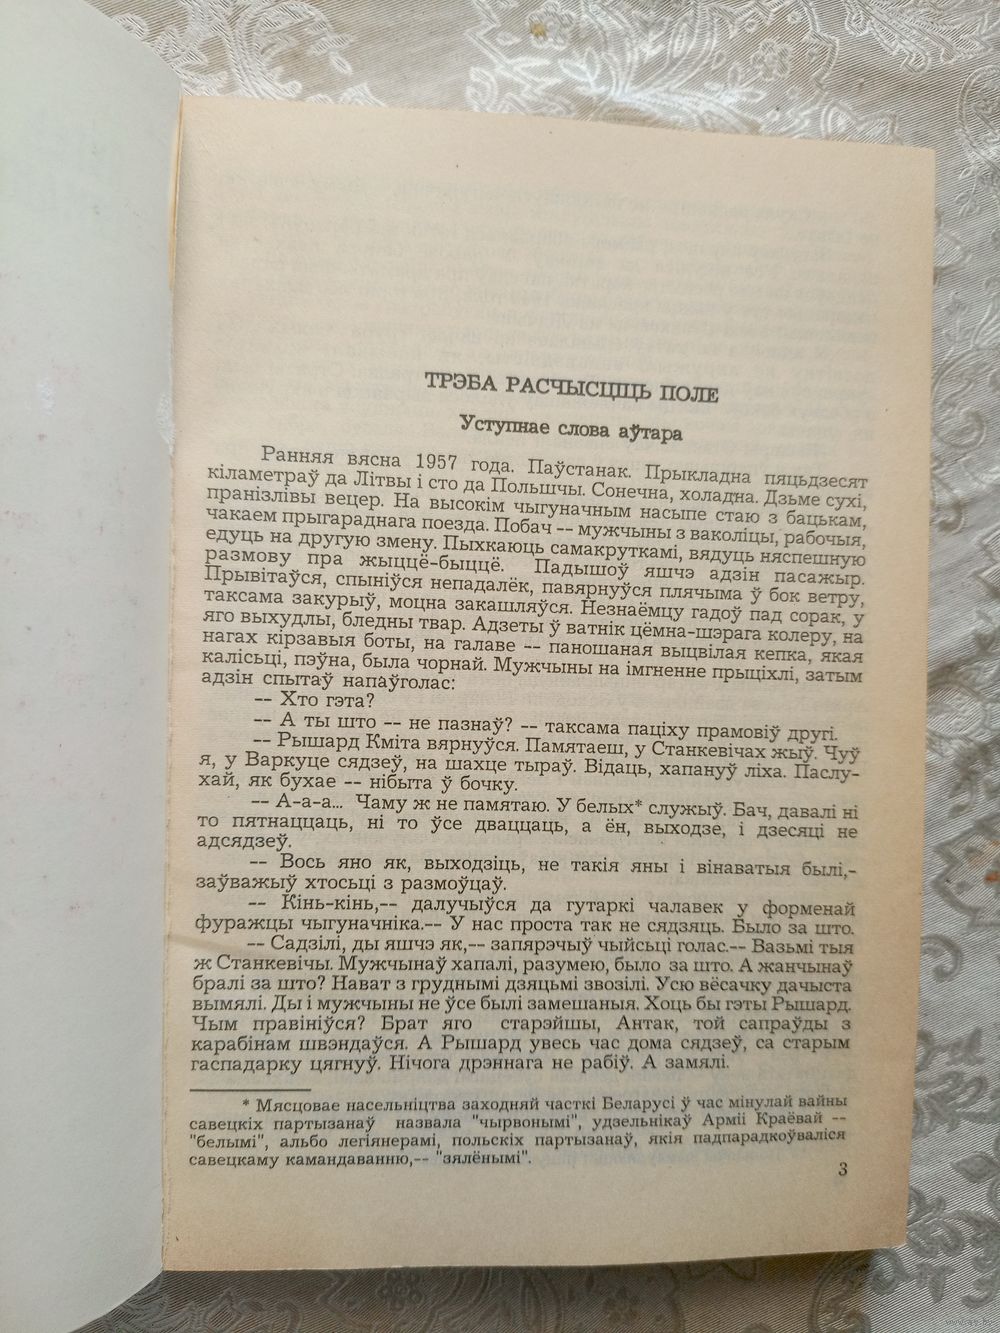 ТРЭБА РАСЧЫСЦІЦЬ ПОЛЕ
Уступнае слова аўтара
Ранняя вясна 1957 года. Паўстанак. Прыкладна пяцьдзесят
кіламетраў да Літвы і сто да Польшчы. Сонечна, холадна. Дзьме сухі,
пранізлівы вецер. На высокім чыгуначным насыпе стаю з бацькам,
чакаем прыгараднага поезда. Побач -- мужчыны з ваколіцы, рабочыя,
едуць на другую змену. Пыхкаюць самакруткамі, вядуць няспешную
размову пра жыццё-быццё. Падышоў яшчэ адзін пасажыр.
Прывітаўся, спыніўся непадалёк, павярнуўся плячыма ў бок ветру,
таксама закурыў, моцна закашляўся. Незнаёмцу гадоў пад сорак, у
яго выхудлы, бледны твар. Адзеты ў ватнік цёмна-шэрага колеру, на
нагах кірзавыя боты, на галаве -- паношаная выцвілая кепка, якая
калісьці, пэўна, была чорнай. Мужчыны на імгненне прыціхлі, затым
адзін спытаў напаўголас:
-- Хто гэта?
-- А ты што -- не пазнаў? -- таксама паціху прамовіў другі.
-- Рышард Кміта вярнуўся. Памятаеш, у Станкевічах жыў. Чуў
я, у Варкуце сядзеў, на шахце тыраў. Відаць, хапануў ліха. Паслу-
хай, як бухае -- нібыта ў бочку.
-- А-а-а... Чаму ж не памятаю. У белых* служыў. Бач, давалі ні
то пятнаццаць, ні то ўсе дваццаць, а ён, выходзе, і дзесяці не
адсядзеў.
-- Вось яно як, выходзіць, не такія яны і вінаватыя былі,-
заўважыў хтосьці з размоўцаў.
-- Кінь-кінь,-- далучыўся да гутаркі чалавек у форменай
фуражцы чыгуначніка.-- У нас проста так не сядзяць. Было за што.
-- Садзілі, ды яшчэ як,-- запярэчыў чыйсьці голас.-- Вазьмі тыя
ж Станкевічы. Мужчынаў хапалі, разумею, было за што. А жанчынаў
бралі за што? Нават з груднымі дзяцьмі звозілі. Усю вёсачку дачыста
вымялі. Ды і мужчыны не ўсе былі замешаныя. Хоць бы гэты Рышард.
Чым правініўся? Брат яго старэйшы, Антак, той сапраўды з
карабінам швэндаўся. А Рышард увесь час дома сядзеў, са старым
гаспадарку цягнуў. Нічога дрэннага не рабіў. А замялі.
* Мясцовае насельніцтва заходняй часткі Беларусі ў час мінулай вайны
савецкіх партызанаў назвала "чырвонымі", удзельнікаў Арміі Краёвай --
"белымі", альбо легіянерамі, польскіх партызанаў, якія падпарадкоўваліся
савецкаму камандаванню,-- "зялёнымі".
3